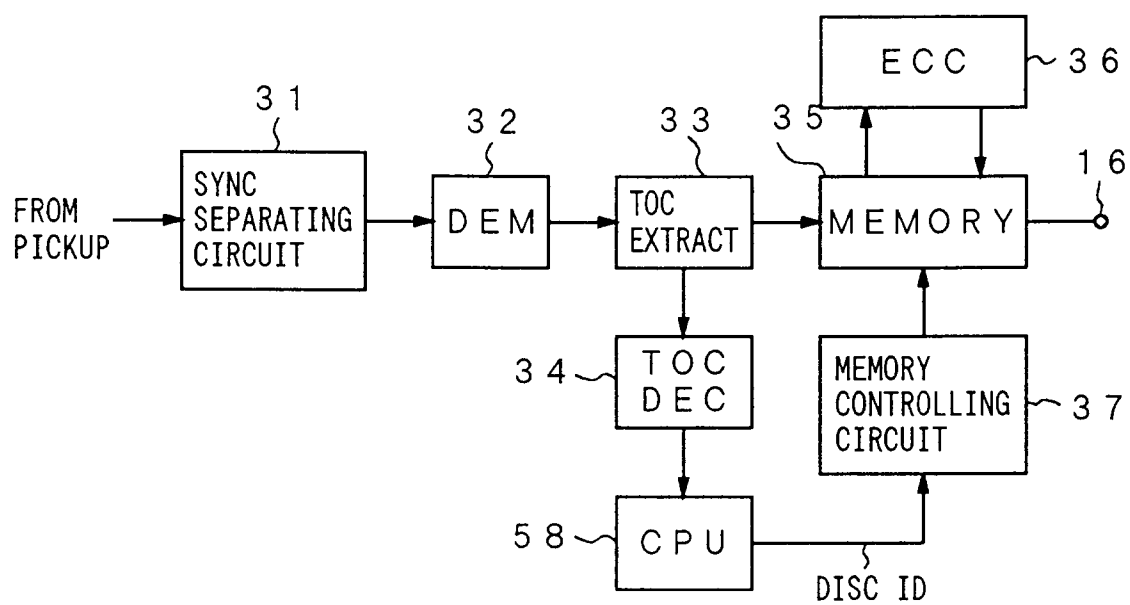 36
ECC
31
32
33
35
16
SYNC
SEPARATING
CIRCUIT
DEM
TOC
EXTRACT
MEMORY
FROM
PICKUP
34
TOC
DEC
MEMORY
CONTROLLING
CIRCUIT
37
58
CPU
DISC ID